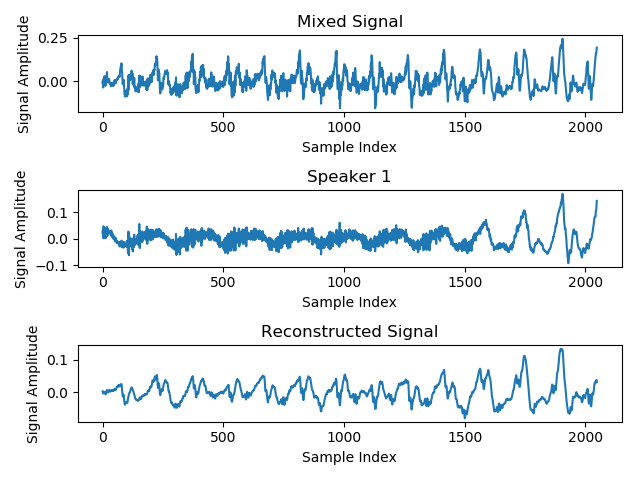 Mixed Signal
Signal Amplitude
0.25
0.00
0 500 1000 1500 2000
Sample Index
Speaker 1
Signal Amplitude
0.1
0.0
−0.1
0 500 1000 1500 2000
Sample Index
Reconstructed Signal
Signal Amplitude
0.1
0.0
0 500 1000 1500 2000
Sample Index